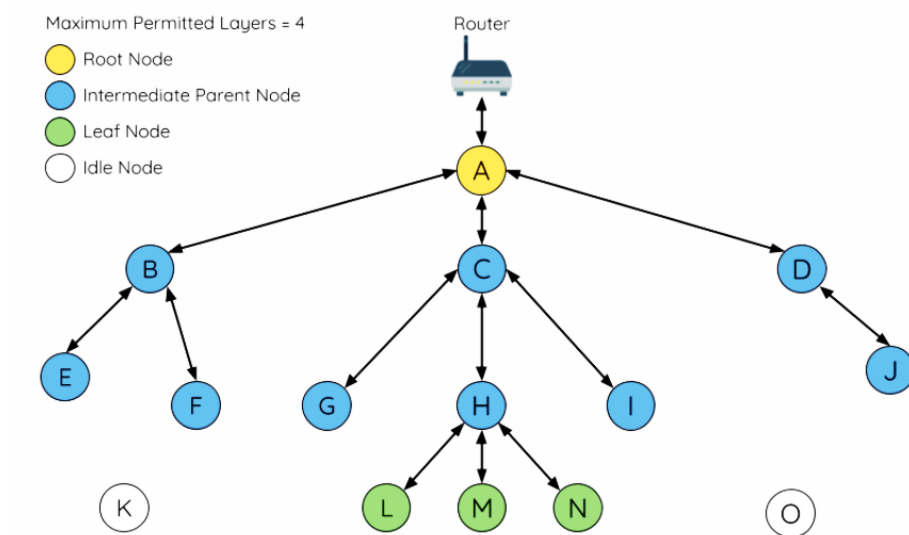 Maximum Permitted Layers = 4
Router
Root Node
Intermediate Parent Node
Leaf Node
Idle Node
A
B
C
D
E
F
G
H
I
J
K
L
M
N
O